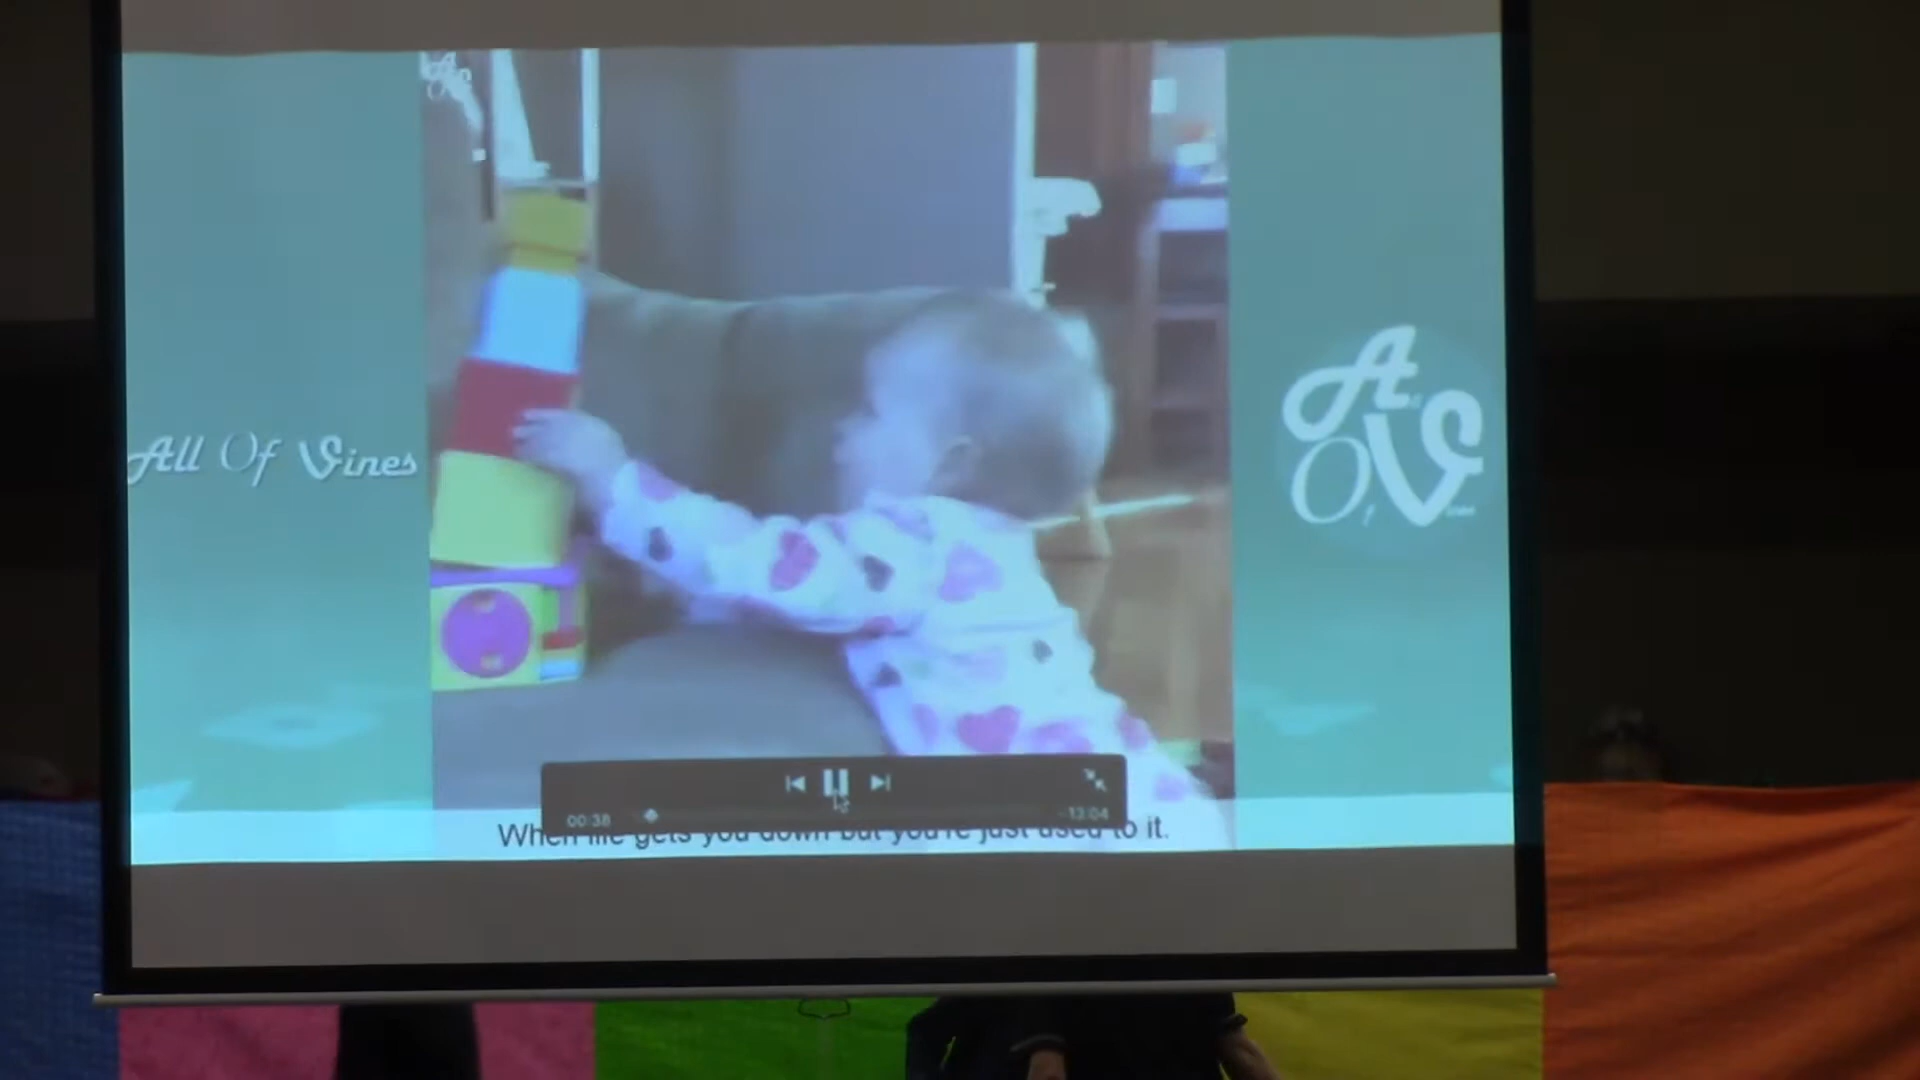 All Of Vines
A
Of V
00:38
-13:04
When life gets you down but you're just used to it.